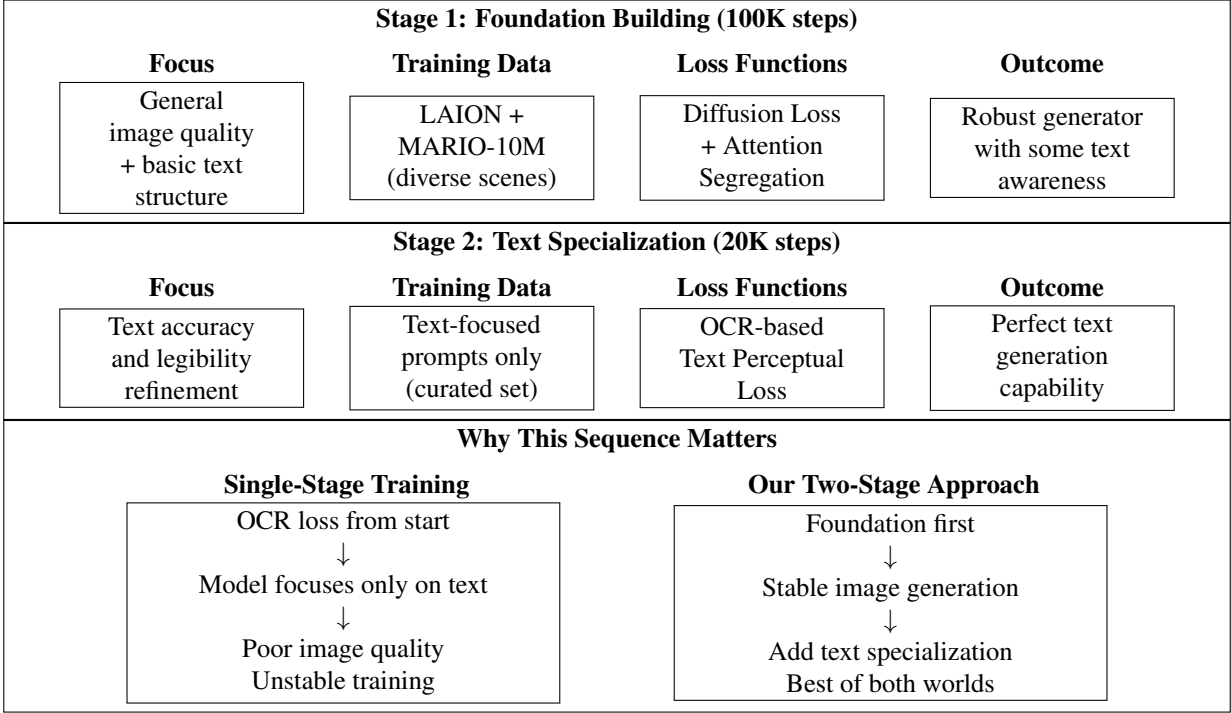 Stage 1: Foundation Building (100K steps)
Focus
Training Data
Loss Functions
Outcome
General
image quality
+ basic text
structure
LAION +
MARIO-10M
(diverse scenes)
Diffusion Loss
+ Attention
Segregation
Robust generator
with some text
awareness
Stage 2: Text Specialization (20K steps)
Focus
Training Data
Loss Functions
Outcome
Text accuracy
and legibility
refinement
Text-focused
prompts only
(curated set)
OCR-based
Text Perceptual
Loss
Perfect text
generation
capability
Why This Sequence Matters
Single-Stage Training
OCR loss from start
↓
Model focuses only on text
↓
Poor image quality
Unstable training
Our Two-Stage Approach
Foundation first
↓
Stable image generation
↓
Add text specialization
Best of both worlds